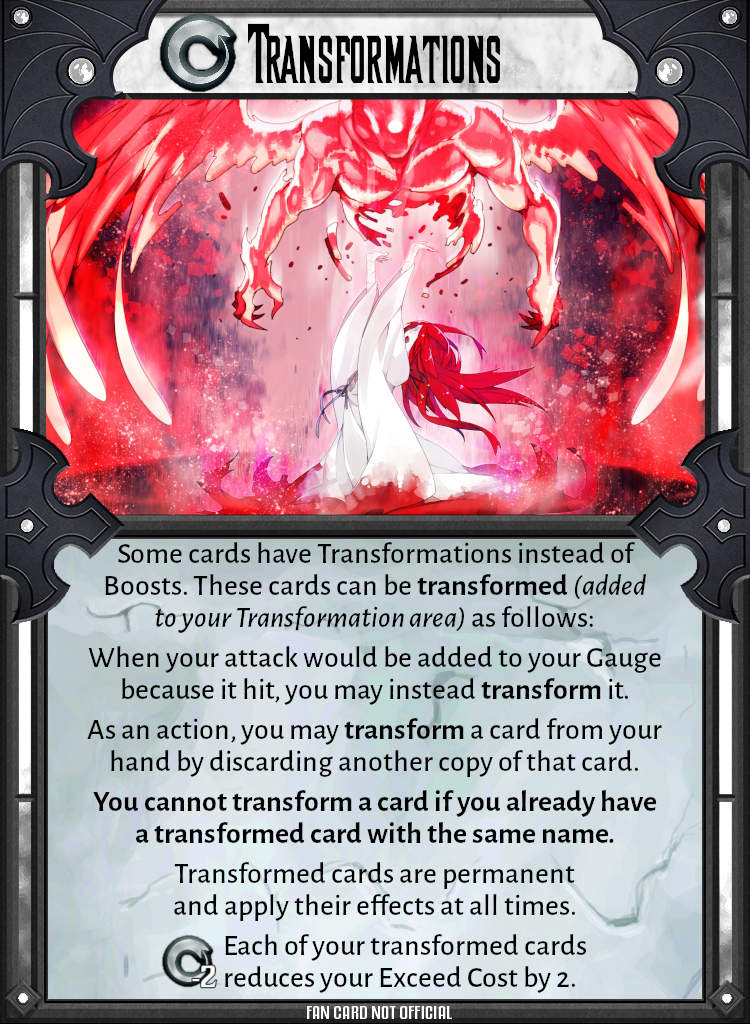 Transformations
Some cards have Transformations instead of
Boosts. These cards can be transformed (added
to your Transformation area) as follows:
When your attack would be added to your Gauge
because it hit, you may instead transform it.
As an action, you may transform a card from your
hand by discarding another copy of that card.
You cannot transform a card if you already have
a transformed card with the same name.
Transformed cards are permanent
and apply their effects at all times.
-2 Each of your transformed cards
reduces your Exceed Cost by 2.
FAN CARD NOT OFFICIAL